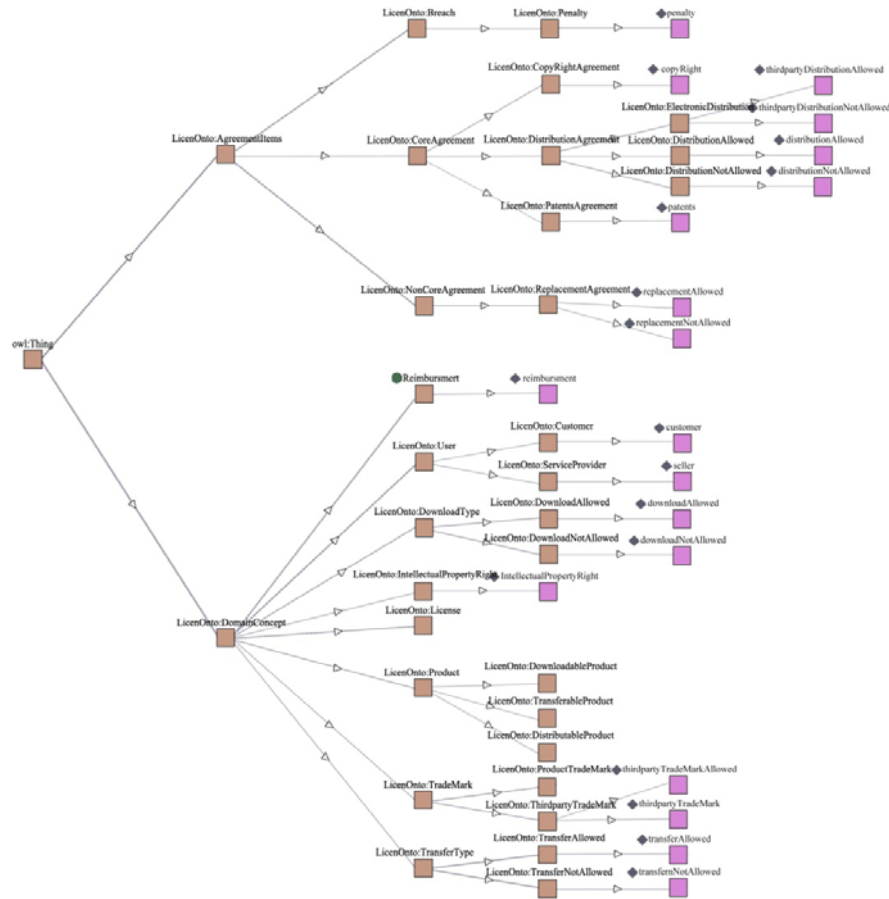 LicenOnto:Breach
LicenOnto:Penalty
penalty
LicenOnto:CopyRightAgreement
copyRight
thirdpartyDistributionAllowed
LicenOnto:ElectronicDistribution
thirdpartyDistributionNotAllowed
LicenOnto:AgreementItems
LicenOnto:CoreAgreement
LicenOnto:DistributionAgreement
LicenOnto:DistributionAllowed
distributionAllowed
LicenOnto:DistributionNotAllowed
distributionNotAllowed
LicenOnto:PatentsAgreement
patents
LicenOnto:NonCoreAgreement
LicenOnto:ReplacementAgreement
replacementAllowed
replacementNotAllowed
owl:Thing
Reimbursmert
reimbursment
LicenOnto:User
LicenOnto:Customer
customer
LicenOnto:ServiceProvider
seller
LicenOnto:DownloadType
LicenOnto:DownloadAllowed
downloadAllowed
LicenOnto:DownloadNotAllowed
downloadNotAllowed
LicenOnto:IntellectualPropertyRight
IntellectualPropertyRight
LicenOnto:License
LicenOnto:DomainConcept
LicenOnto:Product
LicenOnto:DownloadableProduct
LicenOnto:TransferableProduct
LicenOnto:DistributableProduct
LicenOnto:TradeMark
LicenOnto:ProductTradeMark
thirdpartyTradeMarkAllowed
LicenOnto:ThirdpartyTradeMark
thirdpartyTradeMark
LicenOnto:TransferType
LicenOnto:TransferAllowed
transferAllowed
LicenOnto:TransferNotAllowed
transfernNotAllowed